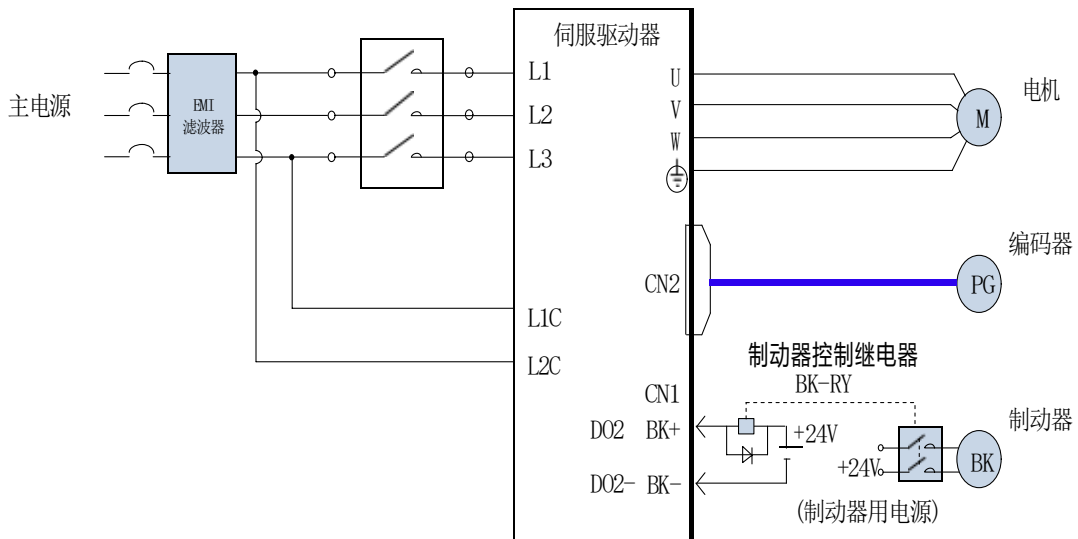 伺服驱动器
主电源
EMI
滤波器
L1
L2
L3
L1C
L2C
U
V
W
M
电机
编码器
CN2
PG
制动器控制继电器
BK-RY
CN1
DO2 BK+
+24V
DO2- BK-
+24V
制动器
BK
(制动器用电源)